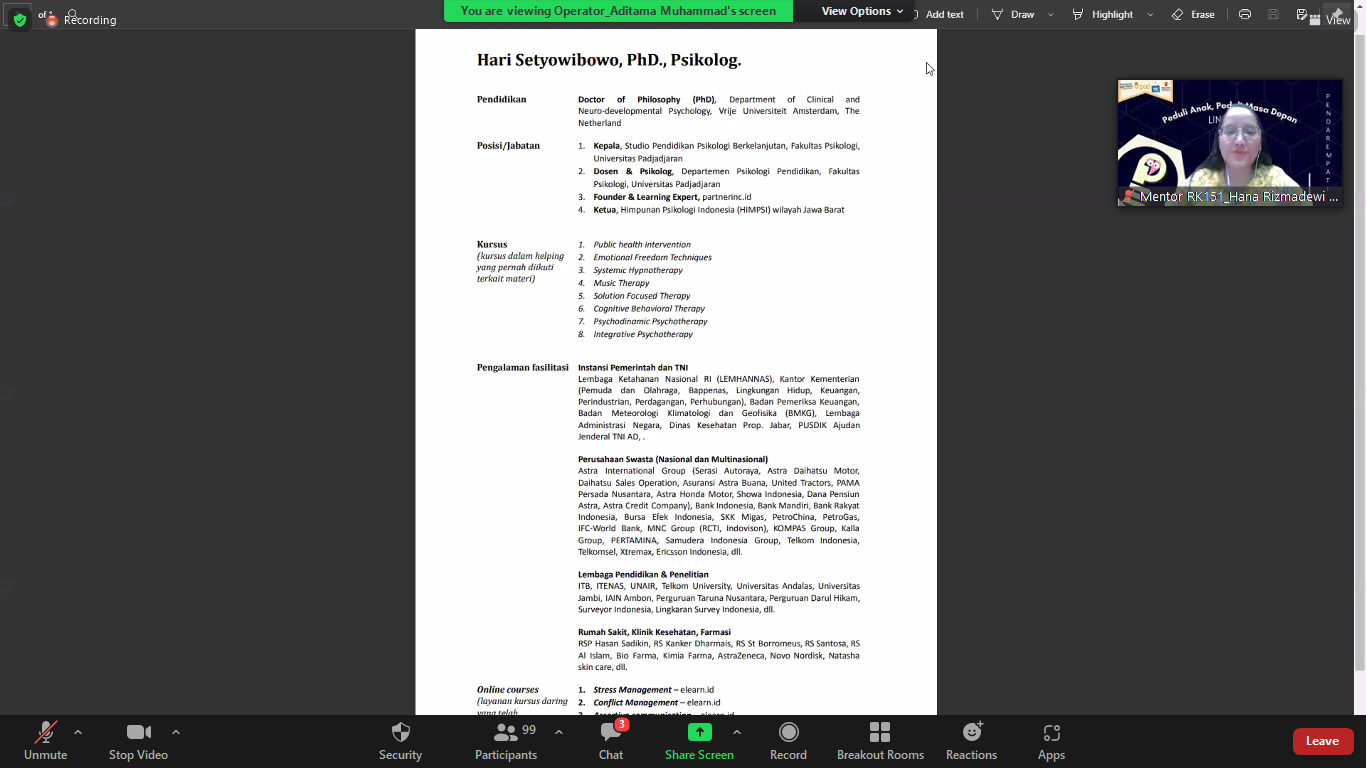 of 1
Recording
You are viewing Operator_Aditama Muhammad's screen
View Options
Add text
Draw
Highlight
Erase
View
Hari Setyowibowo, PhD., Psikolog.
Pendidikan
Doctor of Philosophy (PhD), Department of Clinical and
Neuro-developmental Psychology, Vrije Universiteit Amsterdam, The
Netherland
Posisi/Jabatan
1. Kepala, Studio Pendidikan Psikologi Berkelanjutan, Fakultas Psikologi,
Universitas Padjadjaran
2. Dosen & Psikolog, Departemen Psikologi Pendidikan, Fakultas
Psikologi, Universitas Padjadjaran
3. Founder & Learning Expert, partnerinc.id
4. Ketua, Himpunan Psikologi Indonesia (HIMPSI) wilayah Jawa Barat
Kursus
(kursus dalam helping
yang pernah diikuti
terkait materi)
1. Public health intervention
2. Emotional Freedom Techniques
3. Systemic Hypnotherapy
4. Music Therapy
5. Solution Focused Therapy
6. Cognitive Behavioral Therapy
7. Psychodinamic Psychotherapy
8. Integrative Psychotherapy
Pengalaman fasilitasi
Instansi Pemerintah dan TNI
Lembaga Ketahanan Nasional RI (LEMHANNAS), Kantor Kementerian
(Pemuda dan Olahraga, Bappenas, Lingkungan Hidup, Keuangan,
Perindustrian, Perdagangan, Perhubungan), Badan Pemeriksa Keuangan,
Badan Meteorologi Klimatologi dan Geofisika (BMKG), Lembaga
Administrasi Negara, Dinas Kesehatan Prop. Jabar, PUSDIK Ajudan
Jenderal TNI AD, .
Perusahaan Swasta (Nasional dan Multinasional)
Astra International Group (Serasi Autoraya, Astra Daihatsu Motor,
Daihatsu Sales Operation, Asuransi Astra Buana, United Tractors, PAMA
Persada Nusantara, Astra Honda Motor, Showa Indonesia, Dana Pensiun
Astra, Astra Credit Company), Bank Indonesia, Bank Mandiri, Bank Rakyat
Indonesia, Bursa Efek Indonesia, SKK Migas, PetroChina, PetroGas,
IFC-World Bank, MNC Group (RCTI, Indovison), KOMPAS Group, Kalla
Group, PERTAMINA, Samudera Indonesia Group, Telkom Indonesia,
Telkomsel, Xtremax, Ericsson Indonesia, dll.
Lembaga Pendidikan & Penelitian
ITB, ITENAS, UNAIR, Telkom University, Universitas Andalas, Universitas
Jambi, IAIN Ambon, Perguruan Taruna Nusantara, Perguruan Darul Hikam,
Surveyor Indonesia, Lingkaran Survey Indonesia, dll.
Rumah Sakit, Klinik Kesehatan, Farmasi
RSP Hasan Sadikin, RS Kanker Dharmais, RS St Borromeus, RS Santosa, RS
Al Islam, Bio Farma, Kimia Farma, AstraZeneca, Novo Nordisk, Natasha
skin care, dll.
Online courses
(layanan kursus daring
yang telah
1. Stress Management – elearn.id
2. Conflict Management – elearn.id
3. Assertive communication – elearn.id
Peduli Anak, Peduli Masa Depan
PENDAR EMPAT
Mentor RK151_Hana Rizmadewi ...
Unmute
Stop Video
Security
99
Participants
3
Chat
Share Screen
Record
Breakout Rooms
Reactions
Apps
Leave